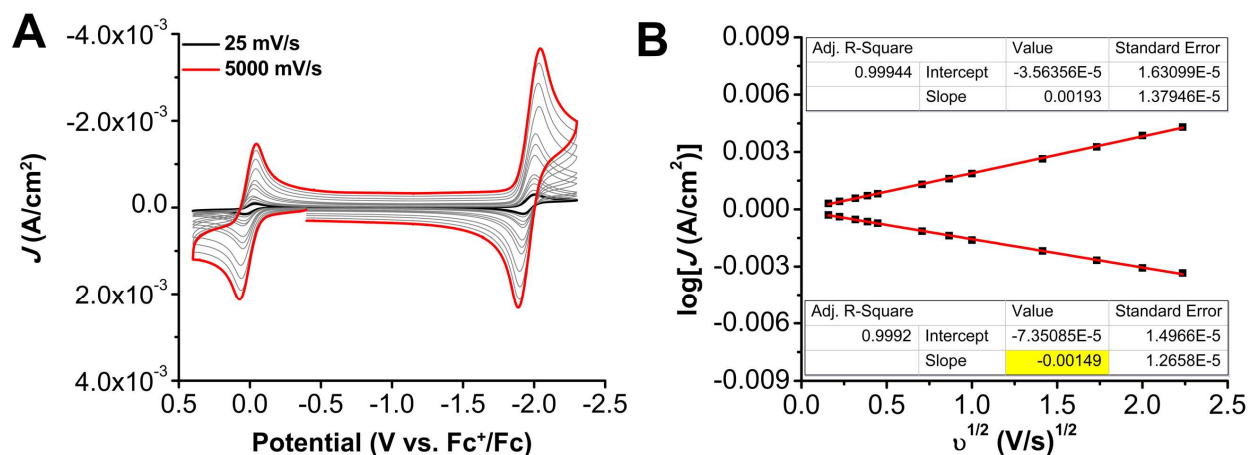 A
-4.0x10⁻³
-2.0x10⁻³
0.0
2.0x10⁻³
4.0x10⁻³
J (A/cm²)
25 mV/s
5000 mV/s
0.5 0.0 -0.5 -1.0 -1.5 -2.0 -2.5
Potential (V vs. Fc⁺/Fc)
B
0.009
0.006
0.003
0.000
-0.003
-0.006
-0.009
log[J (A/cm²)]
Adj. R-Square Value Standard Error
0.99944 Intercept -3.56356E-5 1.63099E-5
Slope 0.00193 1.37946E-5
Adj. R-Square Value Standard Error
0.9992 Intercept -7.35085E-5 1.4966E-5
Slope -0.00149 1.2658E-5
0.0 0.5 1.0 1.5 2.0 2.5
υ^1/2 (V/s)^1/2